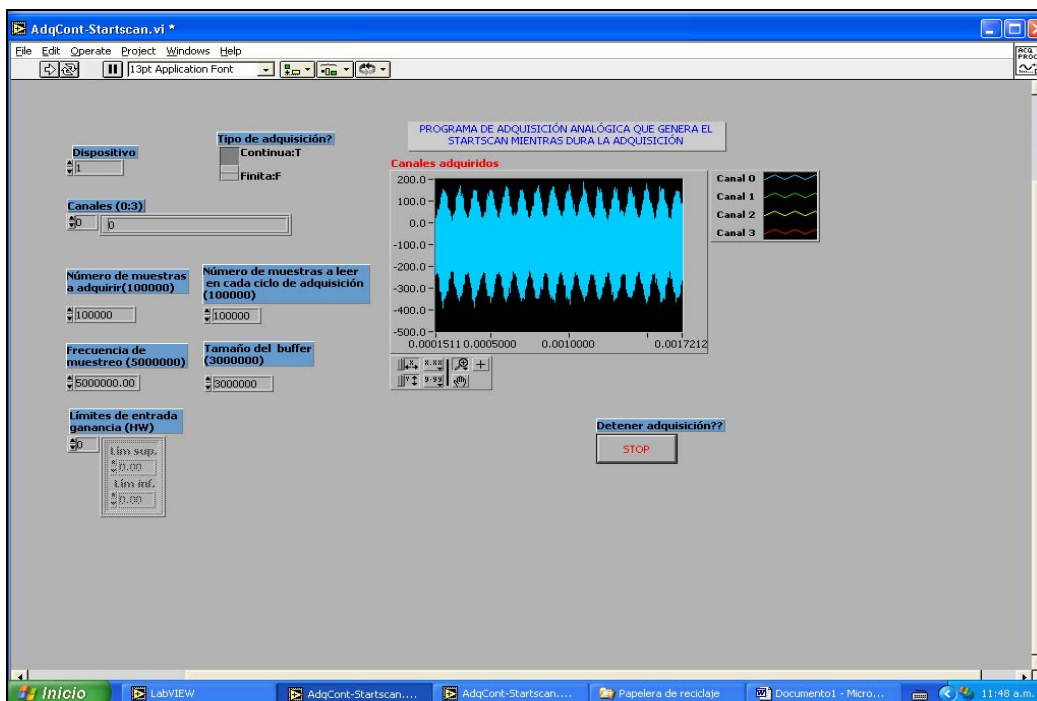 AdqCont-Startscan.vi *
File Edit Operate Project Windows Help
13pt Application Font
ACQ
PROC
PROGRAMA DE ADQUISICIÓN ANALÓGICA QUE GENERA EL
STARTSCAN MIENTRAS DURA LA ADQUISICIÓN
Dispositivo
1
Tipo de adquisición?
Continua:T
Finita:F
Canales (0:3)
0
0
Número de muestras
a adquirir(100000)
100000
Número de muestras a leer
en cada ciclo de adquisición
(100000)
100000
Frecuencia de
muestreo (5000000)
5000000.00
Tamaño del buffer
(3000000)
3000000
Límites de entrada
ganancia (HW)
0
Lím sup.
0.00
Lím inf.
0.00
Canales adquiridos
200.0
100.0
0.0
-100.0
-200.0
-300.0
-400.0
-500.0
0.0001511 0.0005000 0.0010000 0.0017212
Canal 0
Canal 1
Canal 2
Canal 3
X x.xx
Y y.yy
Detener adquisición??
STOP
Inicio
LabVIEW
AdqCont-Startscan....
AdqCont-Startscan....
Papelera de reciclaje
Documento1 - Micro...
11:48 a.m.